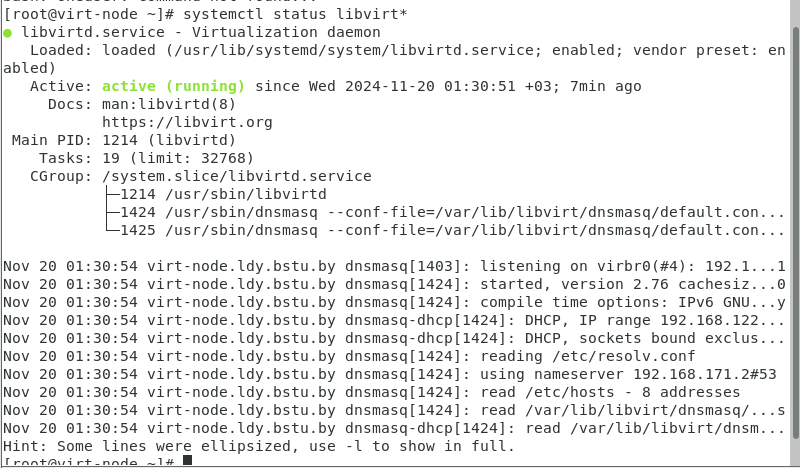 bash: oneuser: command not found...
[root@virt-node ~]# systemctl status libvirt*
● libvirtd.service - Virtualization daemon
   Loaded: loaded (/usr/lib/systemd/system/libvirtd.service; enabled; vendor preset: en
abled)
   Active: active (running) since Wed 2024-11-20 01:30:51 +03; 7min ago
     Docs: man:libvirtd(8)
           https://libvirt.org
 Main PID: 1214 (libvirtd)
    Tasks: 19 (limit: 32768)
   CGroup: /system.slice/libvirtd.service
           ├─1214 /usr/sbin/libvirtd
           ├─1424 /usr/sbin/dnsmasq --conf-file=/var/lib/libvirt/dnsmasq/default.con...
           └─1425 /usr/sbin/dnsmasq --conf-file=/var/lib/libvirt/dnsmasq/default.con...

Nov 20 01:30:54 virt-node.ldy.bstu.by dnsmasq[1403]: listening on virbr0(#4): 192.1...1
Nov 20 01:30:54 virt-node.ldy.bstu.by dnsmasq[1424]: started, version 2.76 cachesiz...0
Nov 20 01:30:54 virt-node.ldy.bstu.by dnsmasq[1424]: compile time options: IPv6 GNU...y
Nov 20 01:30:54 virt-node.ldy.bstu.by dnsmasq-dhcp[1424]: DHCP, IP range 192.168.122...
Nov 20 01:30:54 virt-node.ldy.bstu.by dnsmasq-dhcp[1424]: DHCP, sockets bound exclus...
Nov 20 01:30:54 virt-node.ldy.bstu.by dnsmasq[1424]: reading /etc/resolv.conf
Nov 20 01:30:54 virt-node.ldy.bstu.by dnsmasq[1424]: using nameserver 192.168.171.2#53
Nov 20 01:30:54 virt-node.ldy.bstu.by dnsmasq[1424]: read /etc/hosts - 8 addresses
Nov 20 01:30:54 virt-node.ldy.bstu.by dnsmasq[1424]: read /var/lib/libvirt/dnsmasq/...s
Nov 20 01:30:54 virt-node.ldy.bstu.by dnsmasq-dhcp[1424]: read /var/lib/libvirt/dnsm...
Hint: Some lines were ellipsized, use -l to show in full.
[root@virt-node ~]#